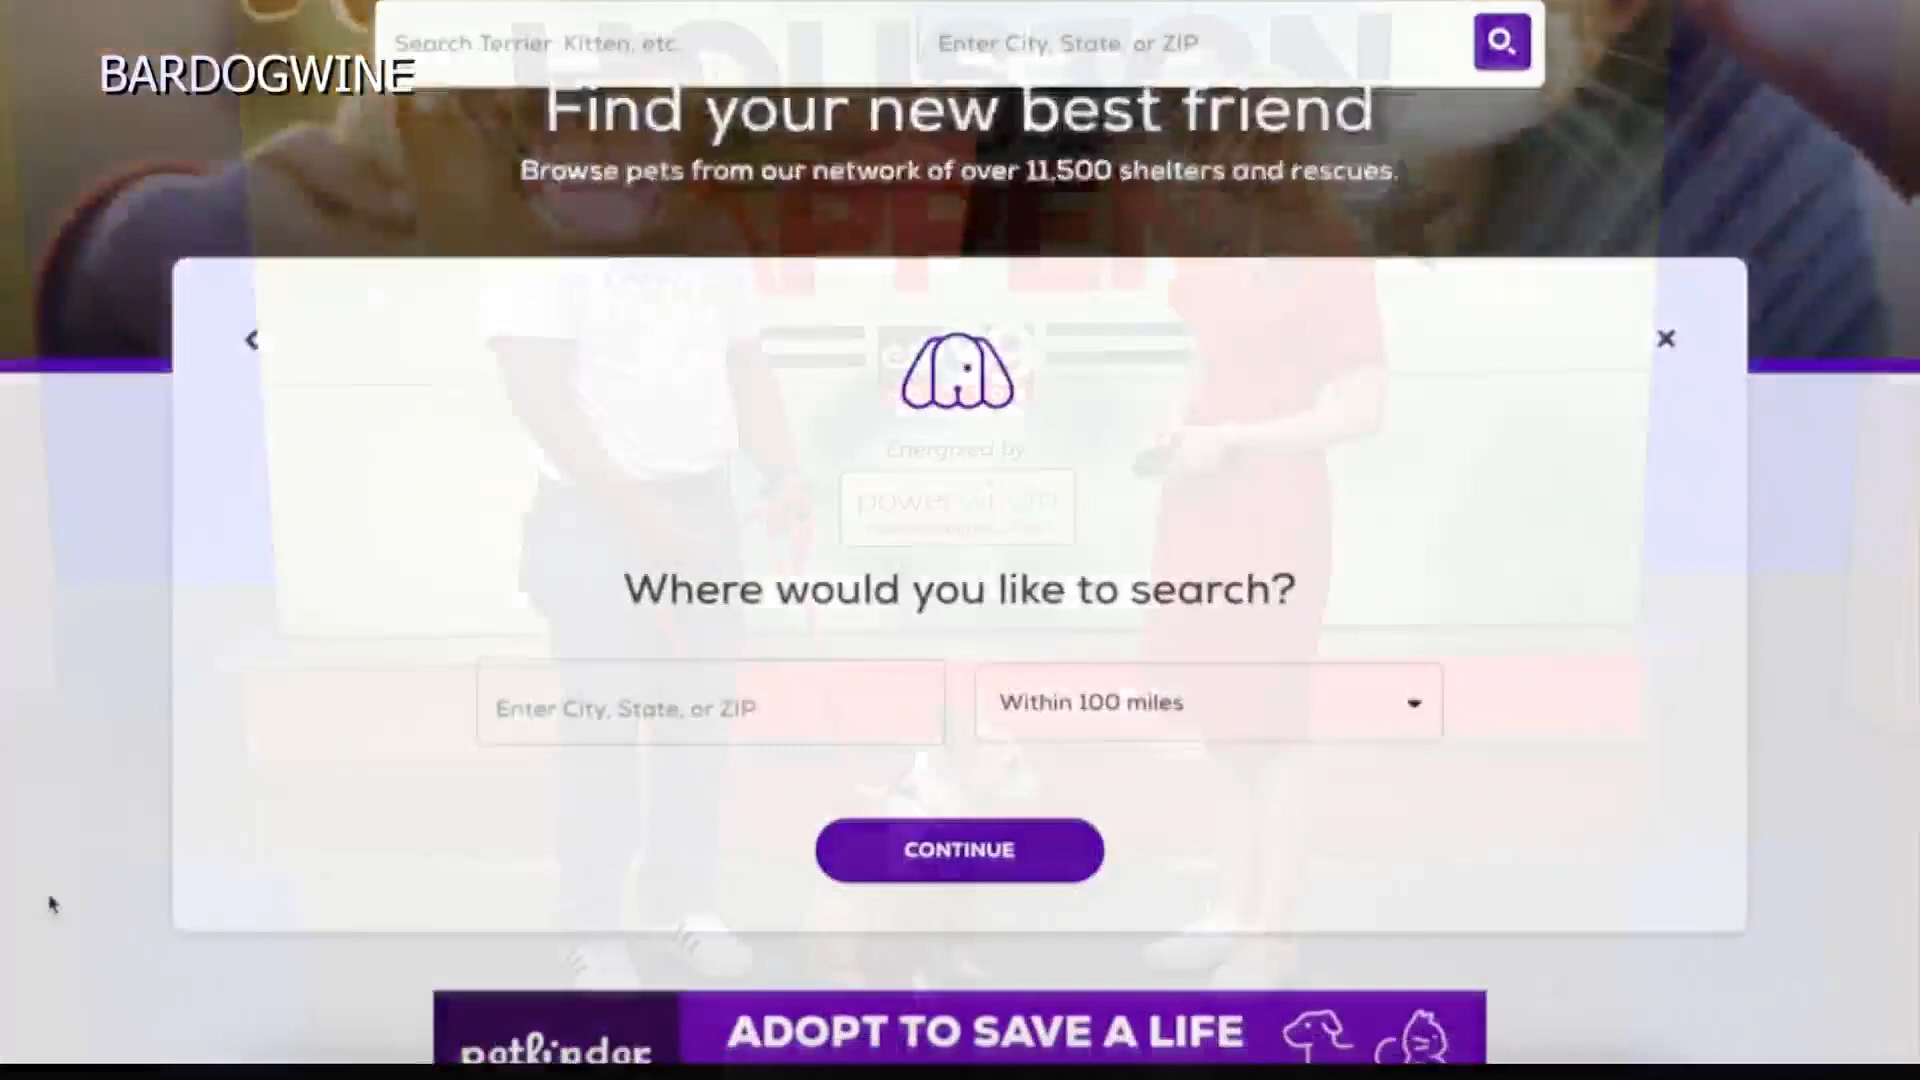 Search Terrier, Kitten, etc.
Enter City, State, or ZIP
BARDOGWINE
Find your new best friend
Browse pets from our network of over 11,500 shelters and rescues.
Energized by
Where would you like to search?
Enter City, State, or ZIP
Within 100 miles
CONTINUE
petfinder
ADOPT TO SAVE A LIFE